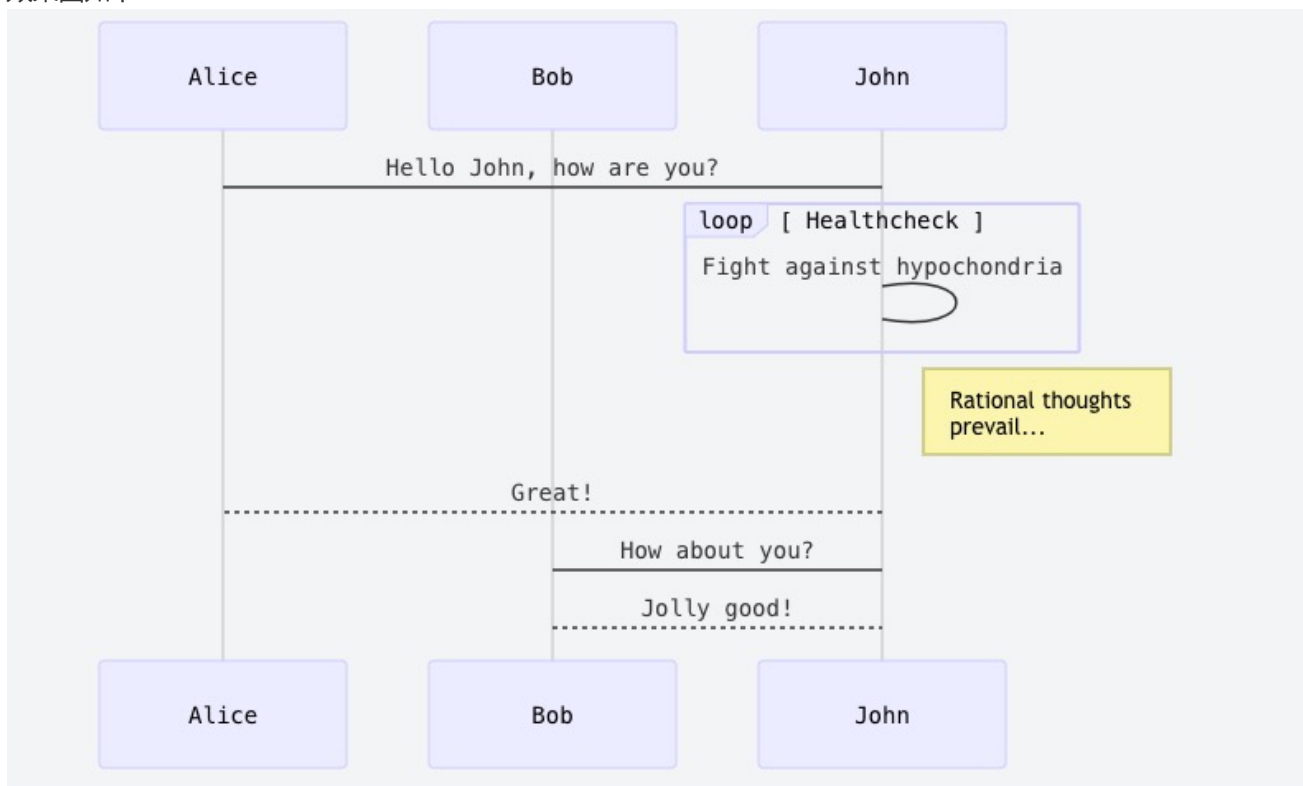 Alice Bob John
Hello John, how are you?
loop [ Healthcheck ]
Fight against hypochondria
Rational thoughts
prevail...
Great!
How about you?
Jolly good!
Alice Bob John